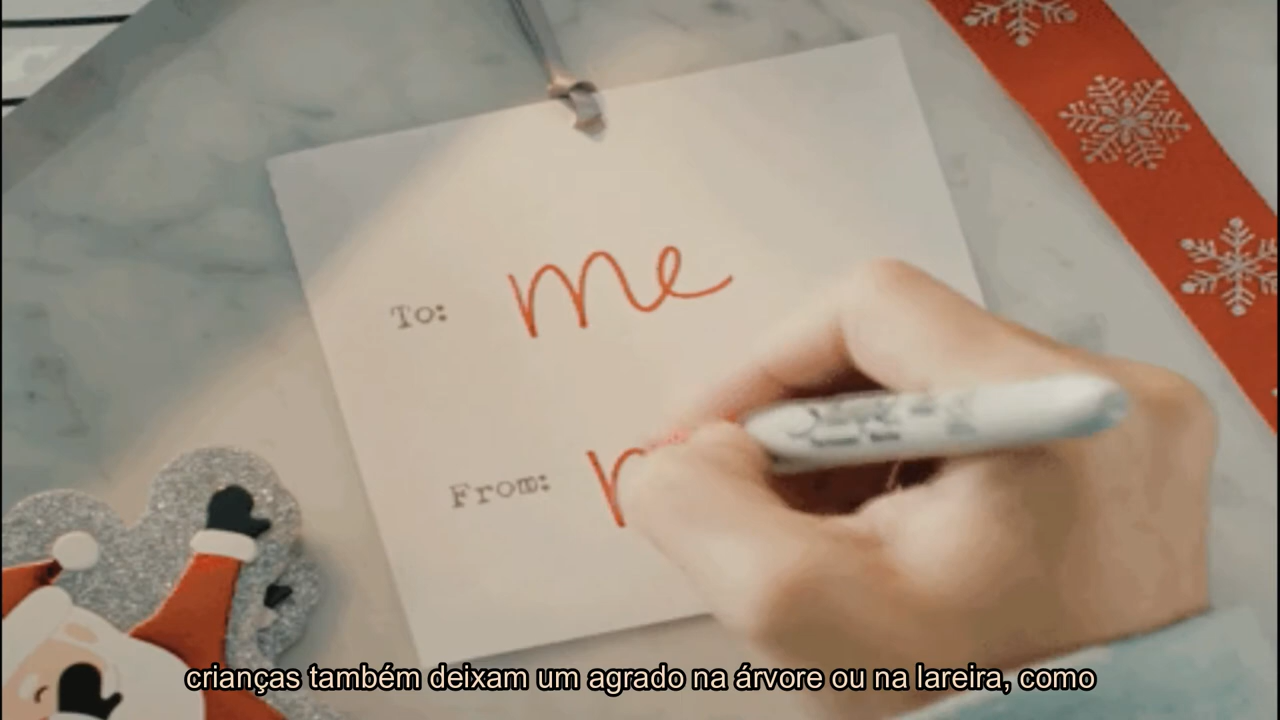 To: me
From:
crianças também deixam um agrado na árvore ou na lareira, como